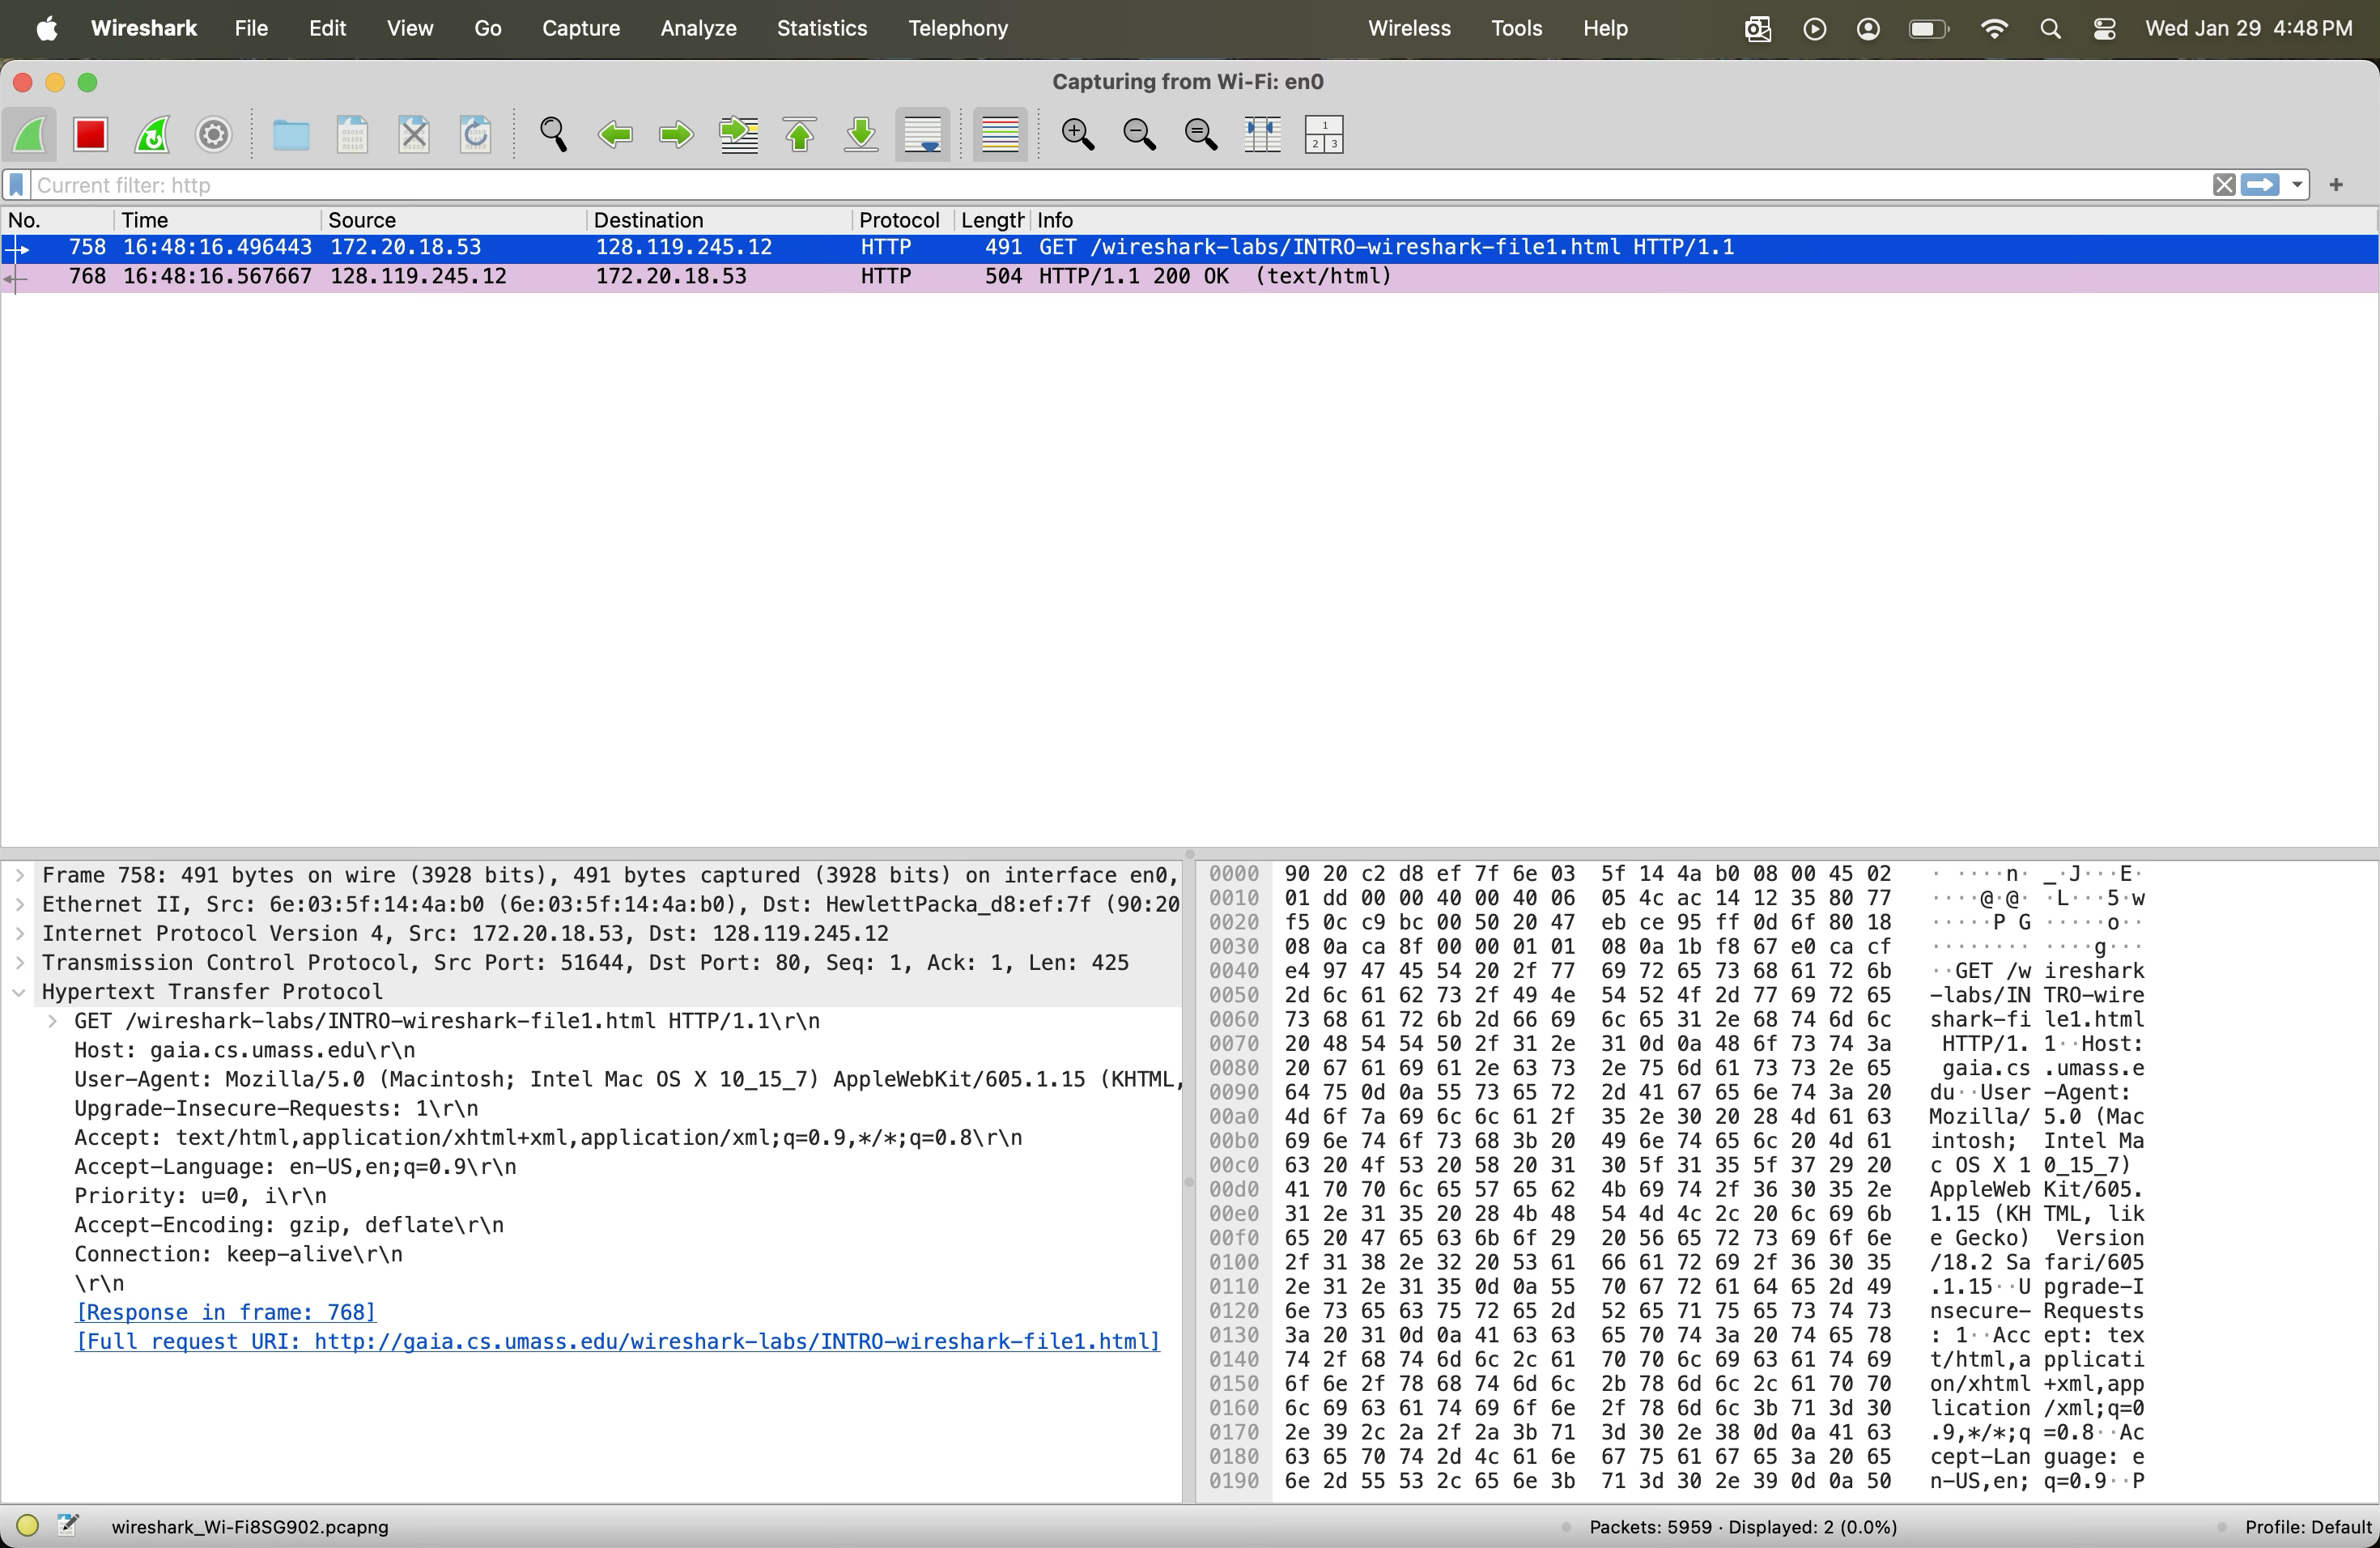 Wireshark File Edit View Go Capture Analyze Statistics Telephony Wireless Tools Help Wed Jan 29 4:48 PM
Capturing from Wi-Fi: en0
Current filter: http
No. Time Source Destination Protocol Length Info
758 16:48:16.496443 172.20.18.53 128.119.245.12 HTTP 491 GET /wireshark-labs/INTRO-wireshark-file1.html HTTP/1.1
768 16:48:16.567667 128.119.245.12 172.20.18.53 HTTP 504 HTTP/1.1 200 OK (text/html)
Frame 758: 491 bytes on wire (3928 bits), 491 bytes captured (3928 bits) on interface en0,
Ethernet II, Src: 6e:03:5f:14:4a:b0 (6e:03:5f:14:4a:b0), Dst: HewlettPacka_d8:ef:7f (90:20
Internet Protocol Version 4, Src: 172.20.18.53, Dst: 128.119.245.12
Transmission Control Protocol, Src Port: 51644, Dst Port: 80, Seq: 1, Ack: 1, Len: 425
Hypertext Transfer Protocol
GET /wireshark-labs/INTRO-wireshark-file1.html HTTP/1.1\r\n
Host: gaia.cs.umass.edu\r\n
User-Agent: Mozilla/5.0 (Macintosh; Intel Mac OS X 10_15_7) AppleWebKit/605.1.15 (KHTML,
Upgrade-Insecure-Requests: 1\r\n
Accept: text/html,application/xhtml+xml,application/xml;q=0.9,*/*;q=0.8\r\n
Accept-Language: en-US,en;q=0.9\r\n
Priority: u=0, i\r\n
Accept-Encoding: gzip, deflate\r\n
Connection: keep-alive\r\n
\r\n
[Response in frame: 768]
[Full request URI: http://gaia.cs.umass.edu/wireshark-labs/INTRO-wireshark-file1.html]
0000 90 20 c2 d8 ef 7f 6e 03 5f 14 4a b0 08 00 45 02 · ····n· _·J···E·
0010 01 dd 00 00 40 00 40 06 05 4c ac 14 12 35 80 77 ····@·@· ·L···5·w
0020 f5 0c c9 bc 00 50 20 47 eb ce 95 ff 0d 6f 80 18 ·····P G ·····o··
0030 08 0a ca 8f 00 00 01 01 08 0a 1b f8 67 e0 ca cf ········ ····g···
0040 e4 97 47 45 54 20 2f 77 69 72 65 73 68 61 72 6b ··GET /w ireshark
0050 2d 6c 61 62 73 2f 49 4e 54 52 4f 2d 77 69 72 65 -labs/IN TRO-wire
0060 73 68 61 72 6b 2d 66 69 6c 65 31 2e 68 74 6d 6c shark-fi le1.html
0070 20 48 54 54 50 2f 31 2e 31 0d 0a 48 6f 73 74 3a HTTP/1. 1··Host:
0080 20 67 61 69 61 2e 63 73 2e 75 6d 61 73 73 2e 65 gaia.cs .umass.e
0090 64 75 0d 0a 55 73 65 72 2d 41 67 65 6e 74 3a 20 du··User -Agent:
00a0 4d 6f 7a 69 6c 6c 61 2f 35 2e 30 20 28 4d 61 63 Mozilla/ 5.0 (Mac
00b0 69 6e 74 6f 73 68 3b 20 49 6e 74 65 6c 20 4d 61 intosh; Intel Ma
00c0 63 20 4f 53 20 58 20 31 30 5f 31 35 5f 37 29 20 c OS X 1 0_15_7)
00d0 41 70 70 6c 65 57 65 62 4b 69 74 2f 36 30 35 2e AppleWeb Kit/605.
00e0 31 2e 31 35 20 28 4b 48 54 4d 4c 2c 20 6c 69 6b 1.15 (KH TML, lik
00f0 65 20 47 65 63 6b 6f 29 20 56 65 72 73 69 6f 6e e Gecko) Version
0100 2f 31 38 2e 32 20 53 61 66 61 72 69 2f 36 30 35 /18.2 Sa fari/605
0110 2e 31 2e 31 35 0d 0a 55 70 67 72 61 64 65 2d 49 .1.15··U pgrade-I
0120 6e 73 65 63 75 72 65 2d 52 65 71 75 65 73 74 73 nsecure- Requests
0130 3a 20 31 0d 0a 41 63 63 65 70 74 3a 20 74 65 78 : 1··Acc ept: tex
0140 74 2f 68 74 6d 6c 2c 61 70 70 6c 69 63 61 74 69 t/html,a pplicati
0150 6f 6e 2f 78 68 74 6d 6c 2b 78 6d 6c 2c 61 70 70 on/xhtml +xml,app
0160 6c 69 63 61 74 69 6f 6e 2f 78 6d 6c 3b 71 3d 30 lication /xml;q=0
0170 2e 39 2c 2a 2f 2a 3b 71 3d 30 2e 38 0d 0a 41 63 .9,*/*;q =0.8··Ac
0180 63 65 70 74 2d 4c 61 6e 67 75 61 67 65 3a 20 65 cept-Lan guage: e
0190 6e 2d 55 53 2c 65 6e 3b 71 3d 30 2e 39 0d 0a 50 n-US,en; q=0.9··P
wireshark_Wi-Fi8SG902.pcapng Packets: 5959 · Displayed: 2 (0.0%) Profile: Default